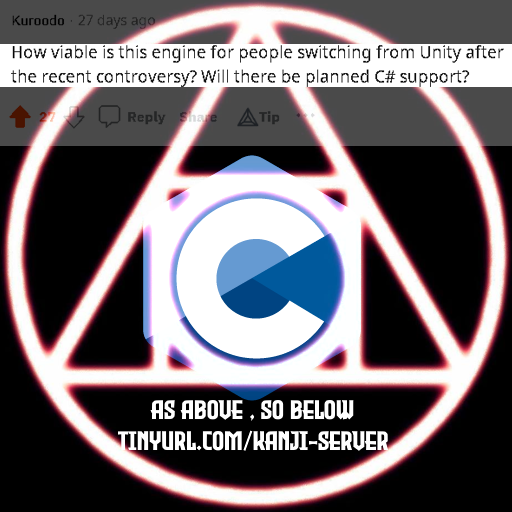 Kuroodo · 27 days ago
How viable is this engine for people switching from Unity after
the recent controversy? Will there be planned C# support?
27 Reply Share Tip ...
C
AS ABOVE , SO BELOW
TINYURL.COM/KANJI-SERVER